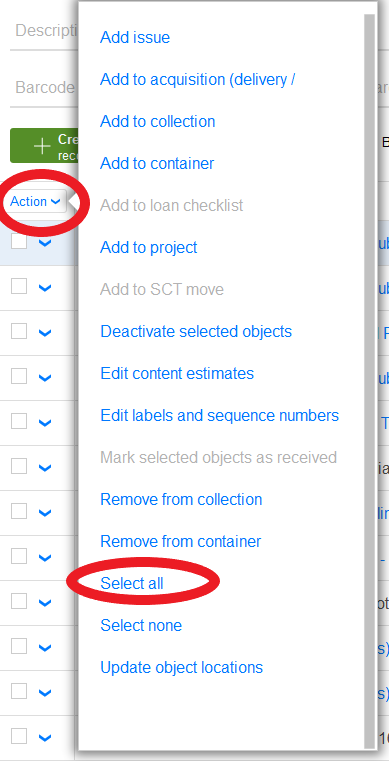 Descripti
Add issue
Add to acquisition (delivery /
Barcode
Add to collection
Cre
rece
Add to container
Action
Add to loan checklist
Add to project
Add to SCT move
Deactivate selected objects
Edit content estimates
Edit labels and sequence numbers
Mark selected objects as received
Remove from collection
Remove from container
Select all
Select none
Update object locations